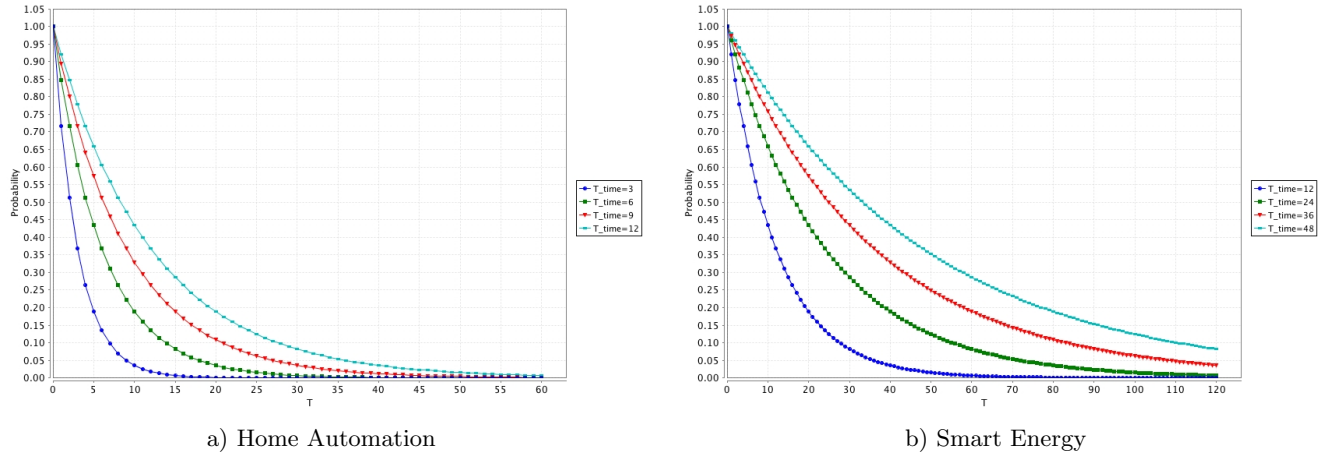 1.05
1.00
0.95
0.90
0.85
0.80
0.75
0.70
0.65
0.60
0.55
0.50
0.45
0.40
0.35
0.30
0.25
0.20
0.15
0.10
0.05
0.00
Probability
0 5 10 15 20 25 30 35 40 45 50 55 60
T
T_time=3
T_time=6
T_time=9
T_time=12
a) Home Automation
1.05
1.00
0.95
0.90
0.85
0.80
0.75
0.70
0.65
0.60
0.55
0.50
0.45
0.40
0.35
0.30
0.25
0.20
0.15
0.10
0.05
0.00
Probability
0 10 20 30 40 50 60 70 80 90 100 110 120
T
T_time=12
T_time=24
T_time=36
T_time=48
b) Smart Energy